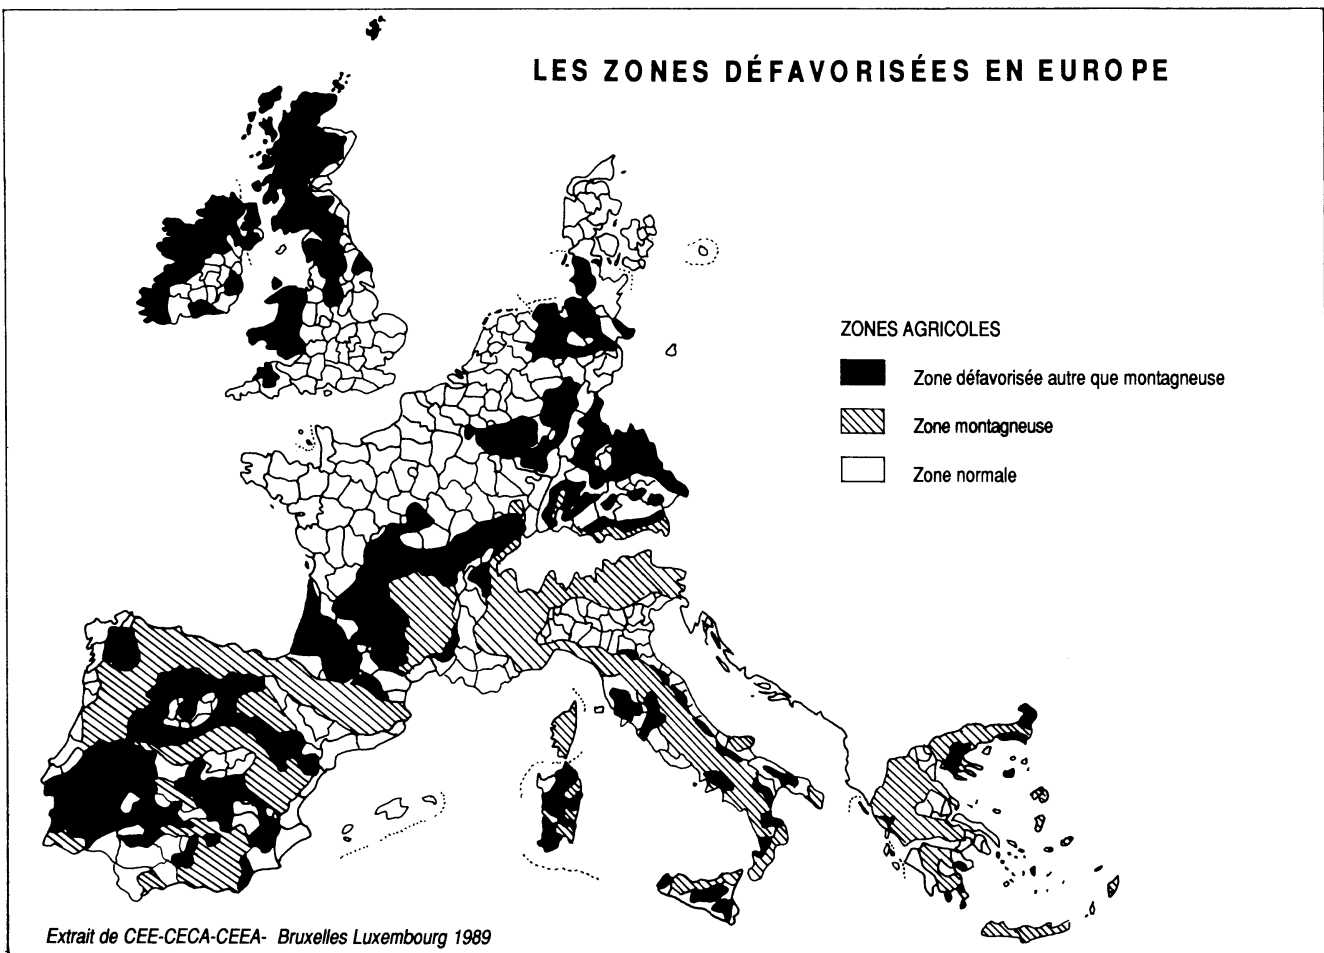 LES ZONES DÉFAVORISÉES EN EUROPE
ZONES AGRICOLES
Zone défavorisée autre que montagneuse
Zone montagneuse
Zone normale
Extrait de CEE-CECA-CEEA- Bruxelles Luxembourg 1989